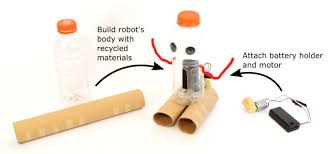 Build robot's
body with
recycled
materials
Attach battery holder
and motor